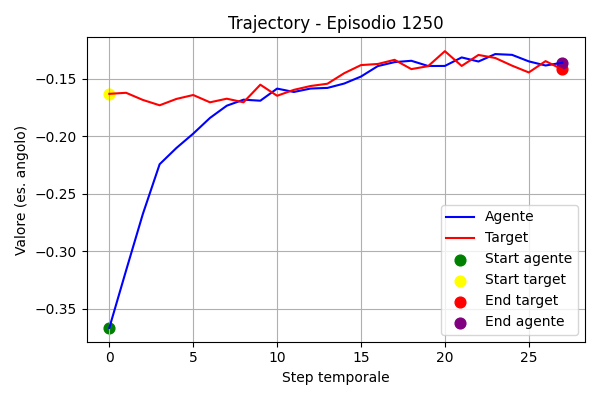 Trajectory - Episodio 1250
Valore (es. angolo)
−0.15
−0.20
−0.25
−0.30
−0.35
0
5
10
15
20
25
Step temporale
Agente
Target
Start agente
Start target
End target
End agente